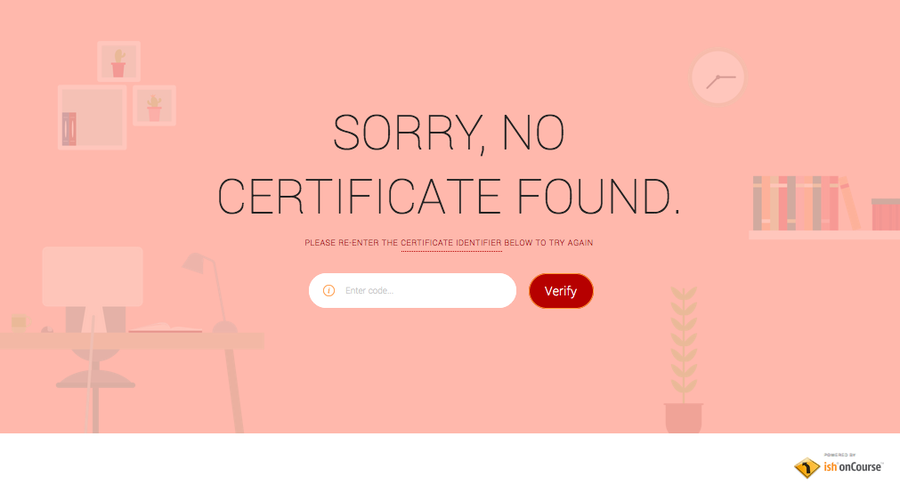 SORRY, NO
CERTIFICATE FOUND.
PLEASE RE-ENTER THE CERTIFICATE IDENTIFIER BELOW TO TRY AGAIN
Enter code...
Verify
POWERED BY
ish onCourse™